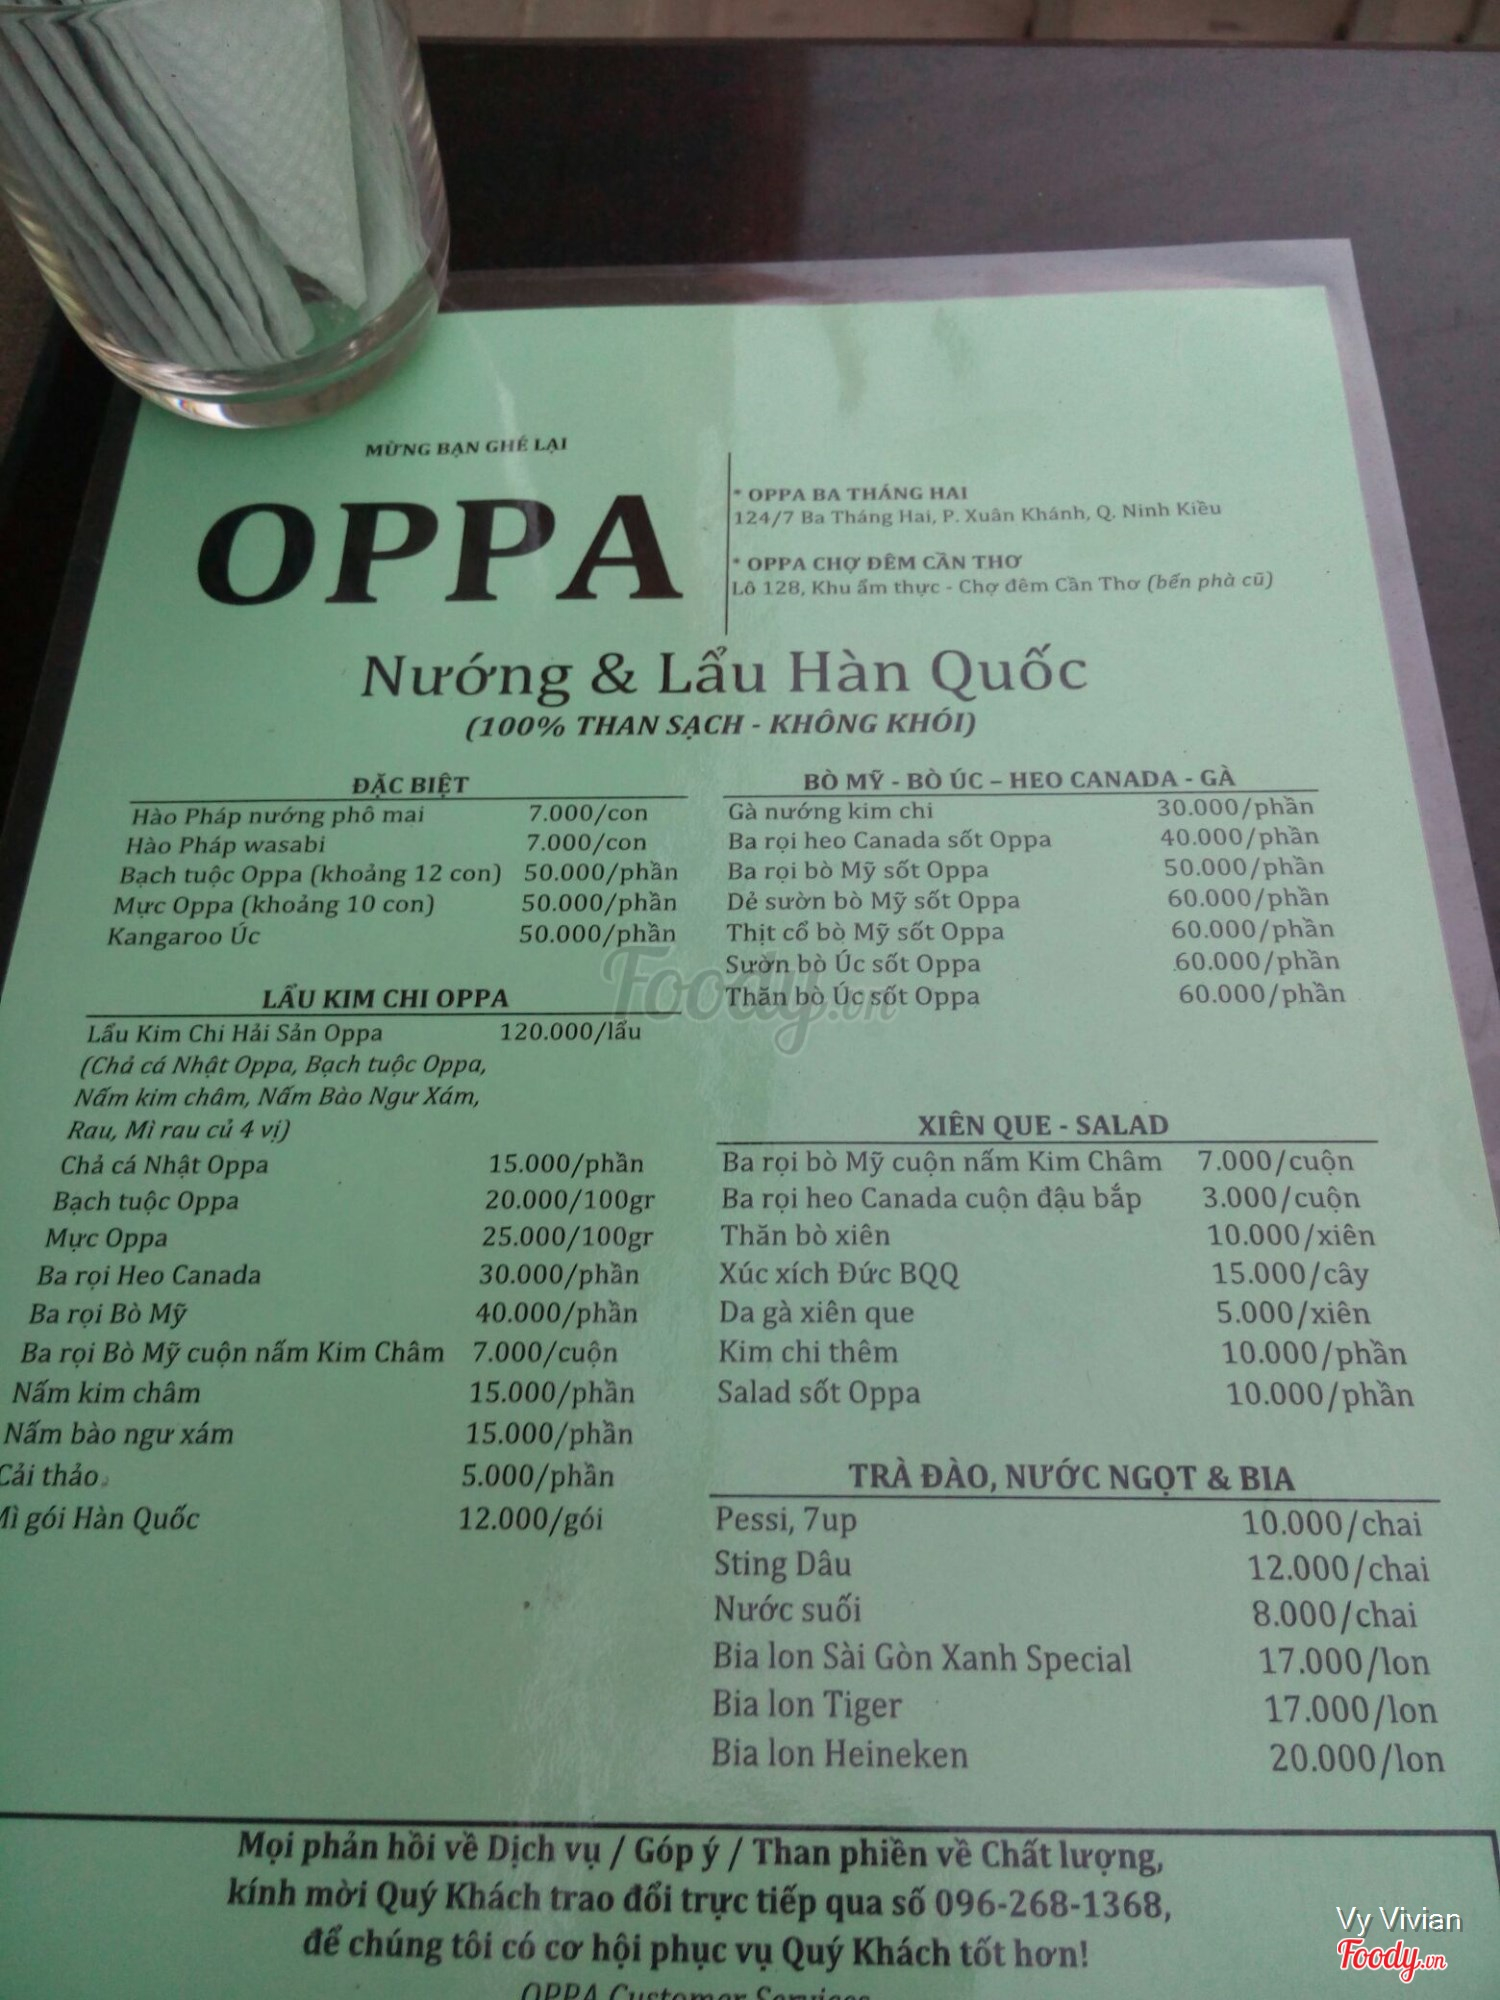 MỪNG BẠN GHÉ LẠI
OPPA
* OPPA BA THÁNG HAI
124/7 Ba Tháng Hai, P. Xuân Khánh, Q. Ninh Kiều
* OPPA CHỢ ĐÊM CẦN THƠ
Lô 128, Khu ẩm thực - Chợ đêm Cần Thơ (bến phà cũ)
Nướng & Lẩu Hàn Quốc
(100% THAN SẠCH - KHÔNG KHÓI)
ĐẶC BIỆT
Hào Pháp nướng phô mai 7.000/con
Hào Pháp wasabi 7.000/con
Bạch tuộc Oppa (khoảng 12 con) 50.000/phần
Mực Oppa (khoảng 10 con) 50.000/phần
Kangaroo Úc 50.000/phần
LẨU KIM CHI OPPA
Lẩu Kim Chi Hải Sản Oppa 120.000/lẩu
(Chả cá Nhật Oppa, Bạch tuộc Oppa,
Nấm kim châm, Nấm Bào Ngư Xám,
Rau, Mì rau củ 4 vị)
Chả cá Nhật Oppa 15.000/phần
Bạch tuộc Oppa 20.000/100gr
Mực Oppa 25.000/100gr
Ba rọi Heo Canada 30.000/phần
Ba rọi Bò Mỹ 40.000/phần
Ba rọi Bò Mỹ cuộn nấm Kim Châm 7.000/cuộn
Nấm kim châm 15.000/phần
Nấm bào ngư xám 15.000/phần
Cải thảo 5.000/phần
Mì gói Hàn Quốc 12.000/gói
BÒ MỸ - BÒ ÚC – HEO CANADA - GÀ
Gà nướng kim chi 30.000/phần
Ba rọi heo Canada sốt Oppa 40.000/phần
Ba rọi bò Mỹ sốt Oppa 50.000/phần
Dẻ sườn bò Mỹ sốt Oppa 60.000/phần
Thịt cổ bò Mỹ sốt Oppa 60.000/phần
Sườn bò Úc sốt Oppa 60.000/phần
Thăn bò Úc sốt Oppa 60.000/phần
XIÊN QUE - SALAD
Ba rọi bò Mỹ cuộn nấm Kim Châm 7.000/cuộn
Ba rọi heo Canada cuộn đậu bắp 3.000/cuộn
Thăn bò xiên 10.000/xiên
Xúc xích Đức BQQ 15.000/cây
Da gà xiên que 5.000/xiên
Kim chi thêm 10.000/phần
Salad sốt Oppa 10.000/phần
TRÀ ĐÀO, NƯỚC NGỌT & BIA
Pessi, 7up 10.000/chai
Sting Dâu 12.000/chai
Nước suối 8.000/chai
Bia lon Sài Gòn Xanh Special 17.000/lon
Bia lon Tiger 17.000/lon
Bia lon Heineken 20.000/lon
Mọi phản hồi về Dịch vụ / Góp ý / Than phiền về Chất lượng,
kính mời Quý Khách trao đổi trực tiếp qua số 096-268-1368,
để chúng tôi có cơ hội phục vụ Quý Khách tốt hơn!
OPPA Customer Services
Foody.vn
Vy Vivian
Foody.vn